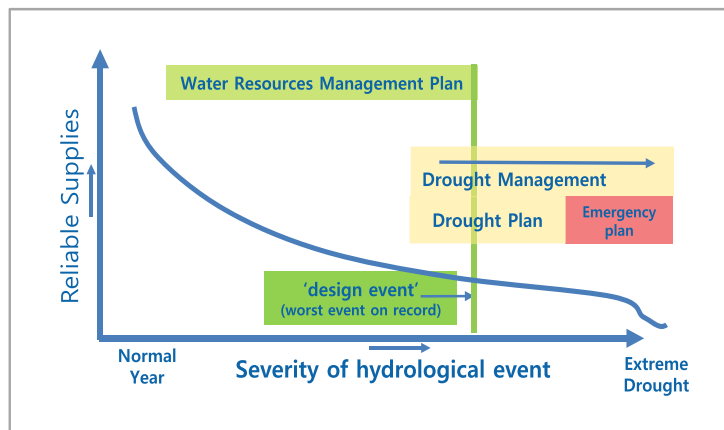 Water Resources Management Plan
Reliable Supplies
Drought Management
Drought Plan
Emergency
plan
‘design event’
(worst event on record)
Normal
Year
Severity of hydrological event
Extreme
Drought